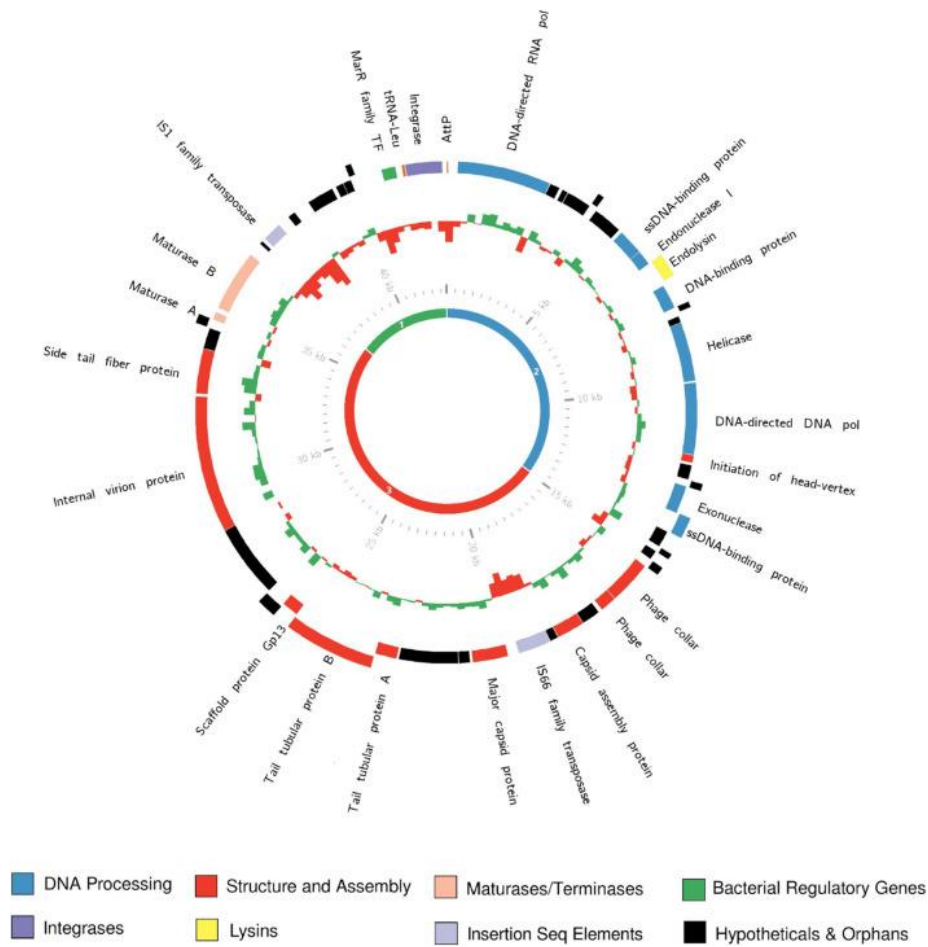 AttP
DNA-directed RNA pol
ssDNA-binding protein
Endonuclease I
Endolysin
DNA-binding protein
Helicase
DNA-directed DNA pol
Initiation of head-vertex
Exonuclease
ssDNA-binding protein
Phage collar
Phage collar
Capsid assembly protein
IS66 family transposase
Major capsid protein
Tail tubular protein A
Tail tubular protein B
Scaffold protein Gp13
Internal virion protein
Side tail fiber protein
Maturase A
Maturase B
IS1 family transposase
MarR family TF
tRNA-Leu
Integrase
5 kb
10 kb
15 kb
20 kb
25 kb
30 kb
35 kb
40 kb
1
2
3
DNA Processing
Structure and Assembly
Maturases/Terminases
Bacterial Regulatory Genes
Integrases
Lysins
Insertion Seq Elements
Hypotheticals & Orphans